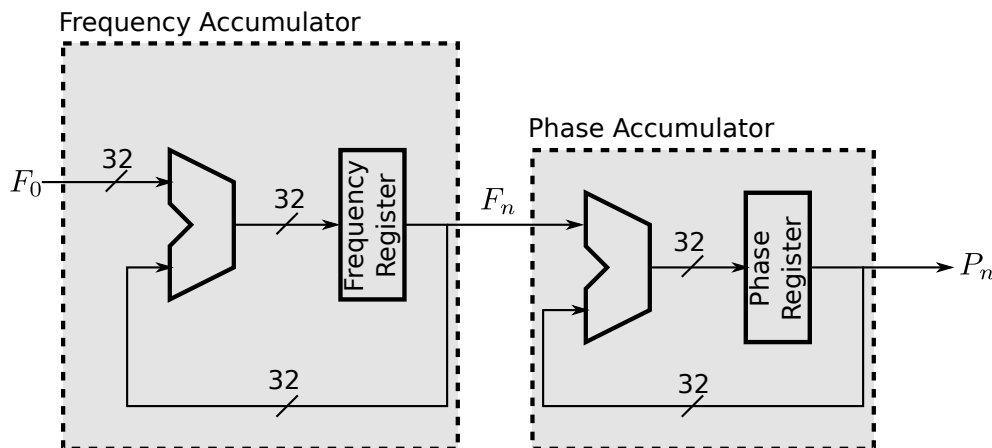 Frequency Accumulator
F₀
32
32
Frequency
Register
32
Fₙ
Phase Accumulator
32
Phase
Register
32
Pₙ